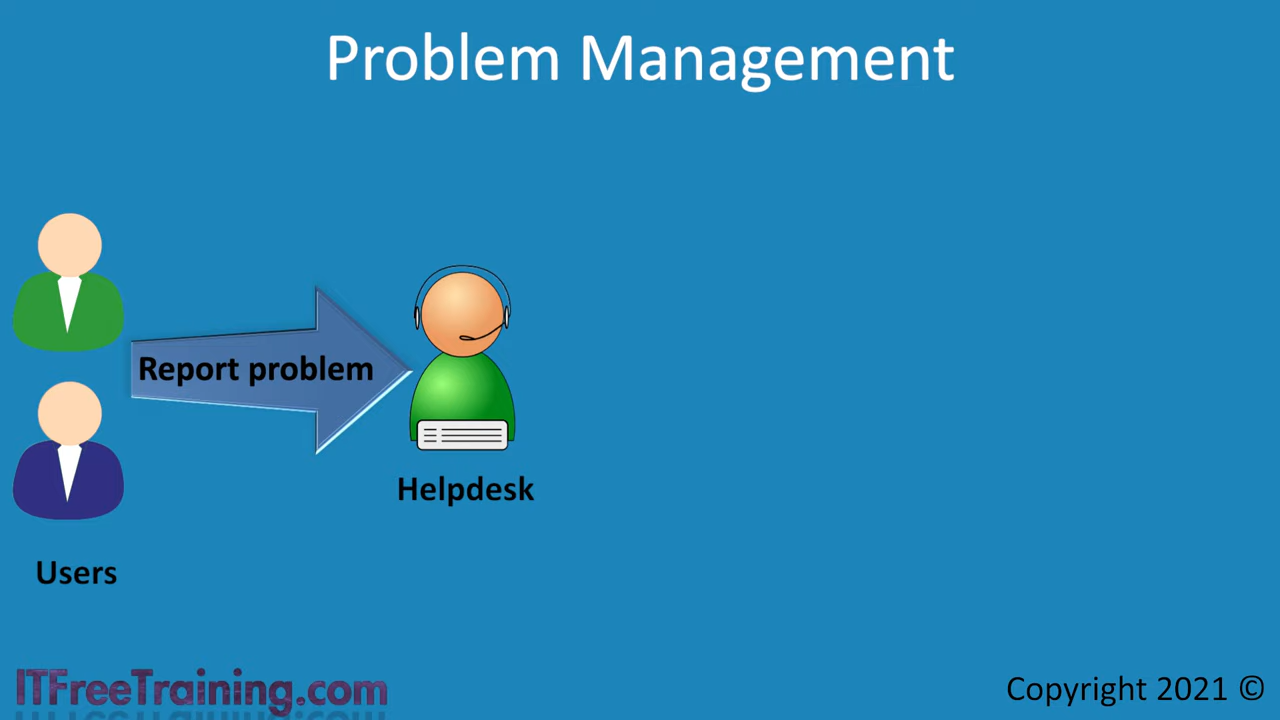 Problem Management
Report problem
Helpdesk
Users
ITFreeTraining.com
Copyright 2021 ©